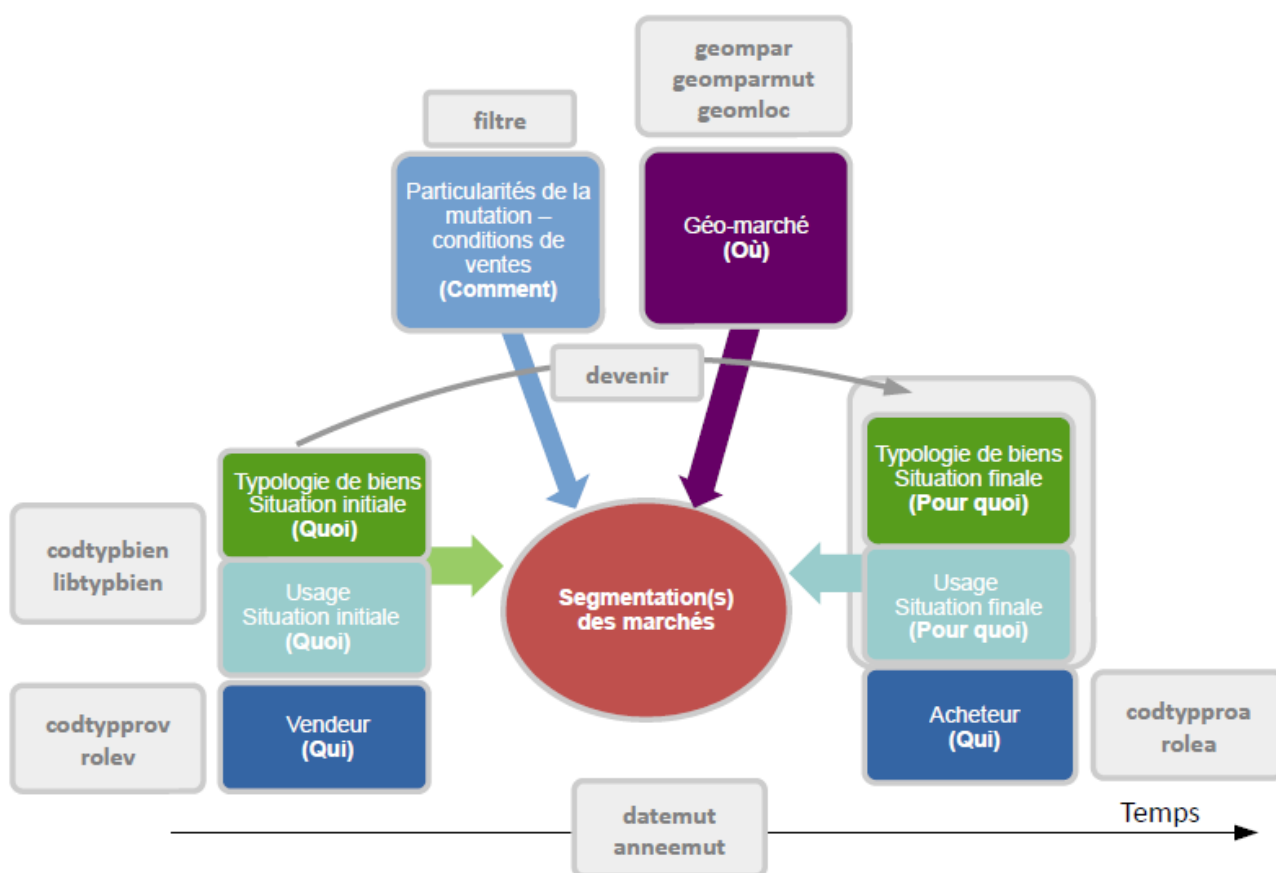 geompar
geomparmut
geomloc
filtre
Particularités de la
mutation –
conditions de
ventes
(Comment)
Géo-marché
(Où)
devenir
Typologie de biens
Situation initiale
(Quoi)
Usage
Situation initiale
(Quoi)
codtypbien
libtypbien
Vendeur
(Qui)
codtypprov
rolev
Segmentation(s)
des marchés
Typologie de biens
Situation finale
(Pour quoi)
Usage
Situation finale
(Pour quoi)
Acheteur
(Qui)
codtypproa
rolea
Temps
datemut
anneemut